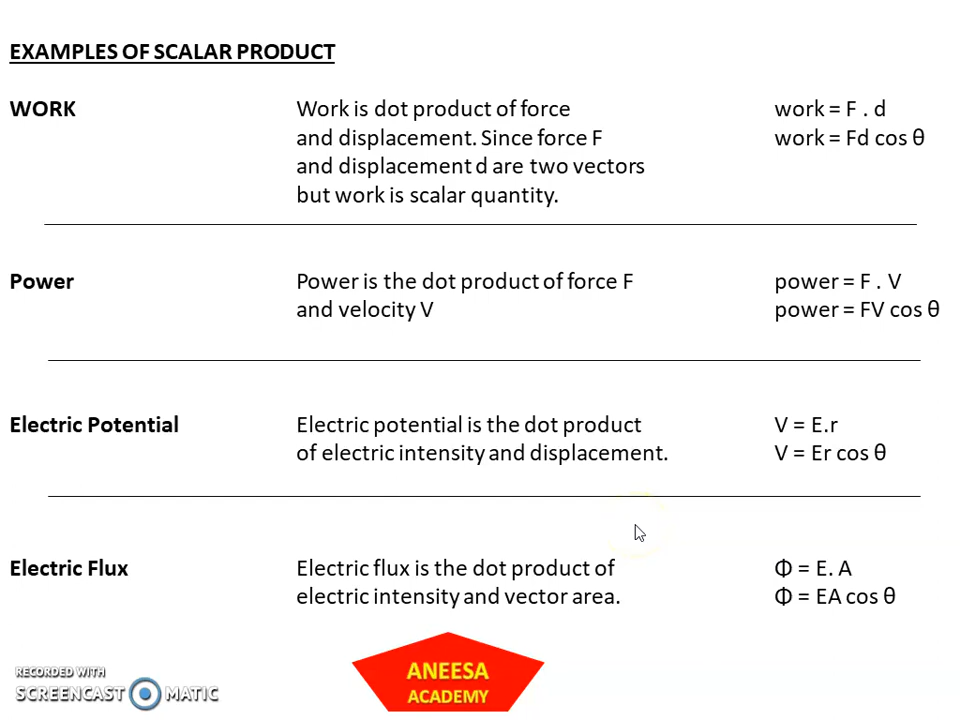 EXAMPLES OF SCALAR PRODUCT
WORK
Work is dot product of force
and displacement. Since force F
and displacement d are two vectors
but work is scalar quantity.
work = F . d
work = Fd cos θ
Power
Power is the dot product of force F
and velocity V
power = F . V
power = FV cos θ
Electric Potential
Electric potential is the dot product
of electric intensity and displacement.
V = E.r
V = Er cos θ
Electric Flux
Electric flux is the dot product of
electric intensity and vector area.
Φ = E. A
Φ = EA cos θ
ANEESA
ACADEMY
RECORDED WITH
SCREENCAST MATIC